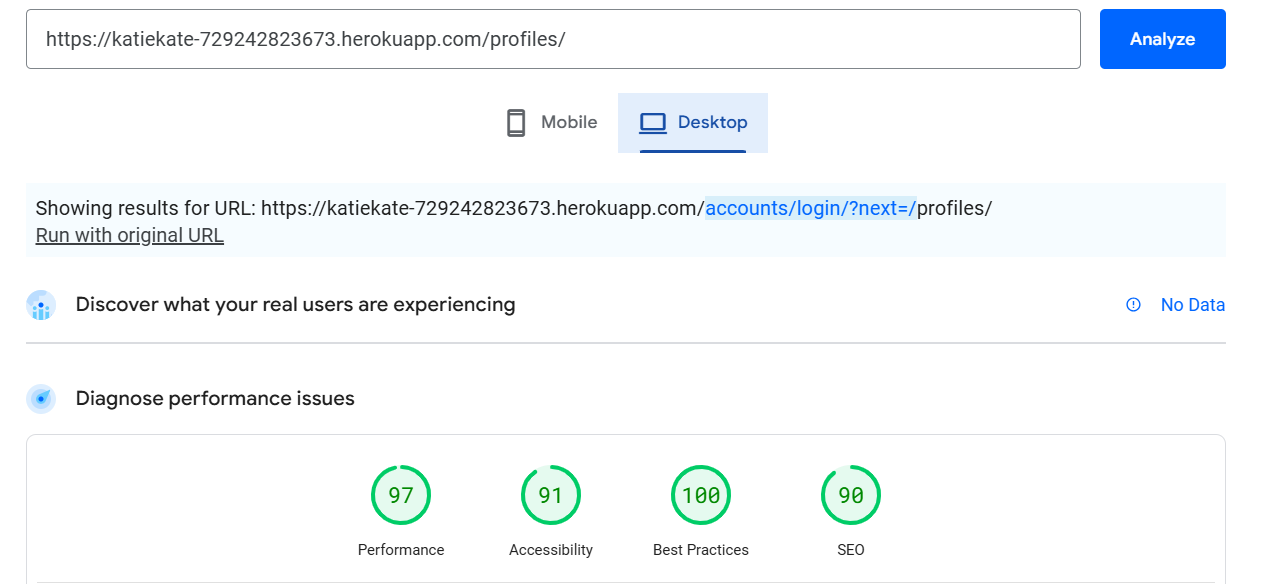 https://katiekate-729242823673.herokuapp.com/profiles/
Analyze
Mobile
Desktop
Showing results for URL: https://katiekate-729242823673.herokuapp.com/accounts/login/?next=/profiles/
Run with original URL
Discover what your real users are experiencing
No Data
Diagnose performance issues
97
91
100
90
Performance
Accessibility
Best Practices
SEO